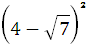 (4 − √7)²